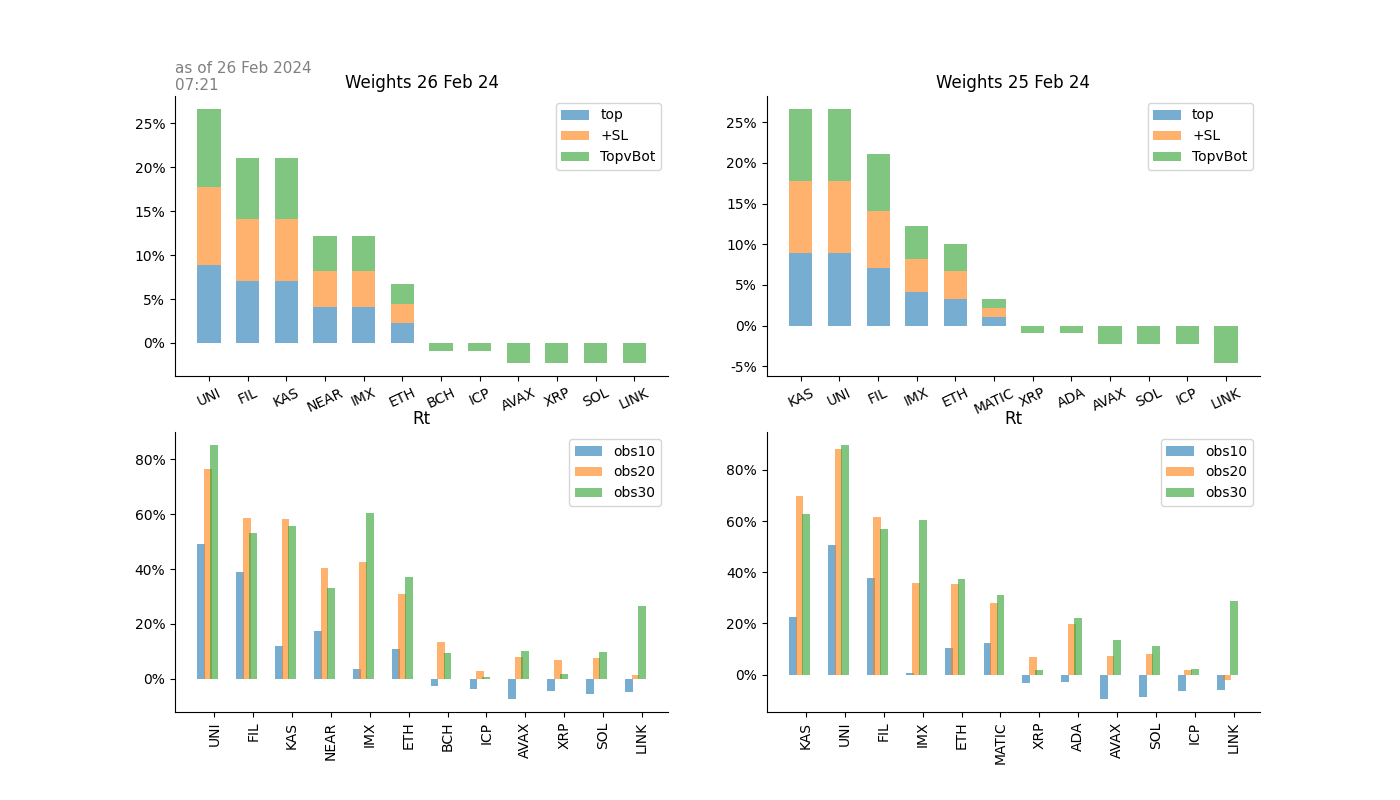 as of 26 Feb 2024
07:21
Weights 26 Feb 24
25%
20%
15%
10%
5%
0%
top
+SL
TopvBot
UNI FIL KAS NEAR IMX ETH BCH ICP AVAX XRP SOL LINK
Weights 25 Feb 24
25%
20%
15%
10%
5%
0%
-5%
top
+SL
TopvBot
KAS UNI FIL IMX ETH MATIC XRP ADA AVAX SOL ICP LINK
Rt
80%
60%
40%
20%
0%
obs10
obs20
obs30
UNI FIL KAS NEAR IMX ETH BCH ICP AVAX XRP SOL LINK
Rt
80%
60%
40%
20%
0%
obs10
obs20
obs30
KAS UNI FIL IMX ETH MATIC XRP ADA AVAX SOL ICP LINK